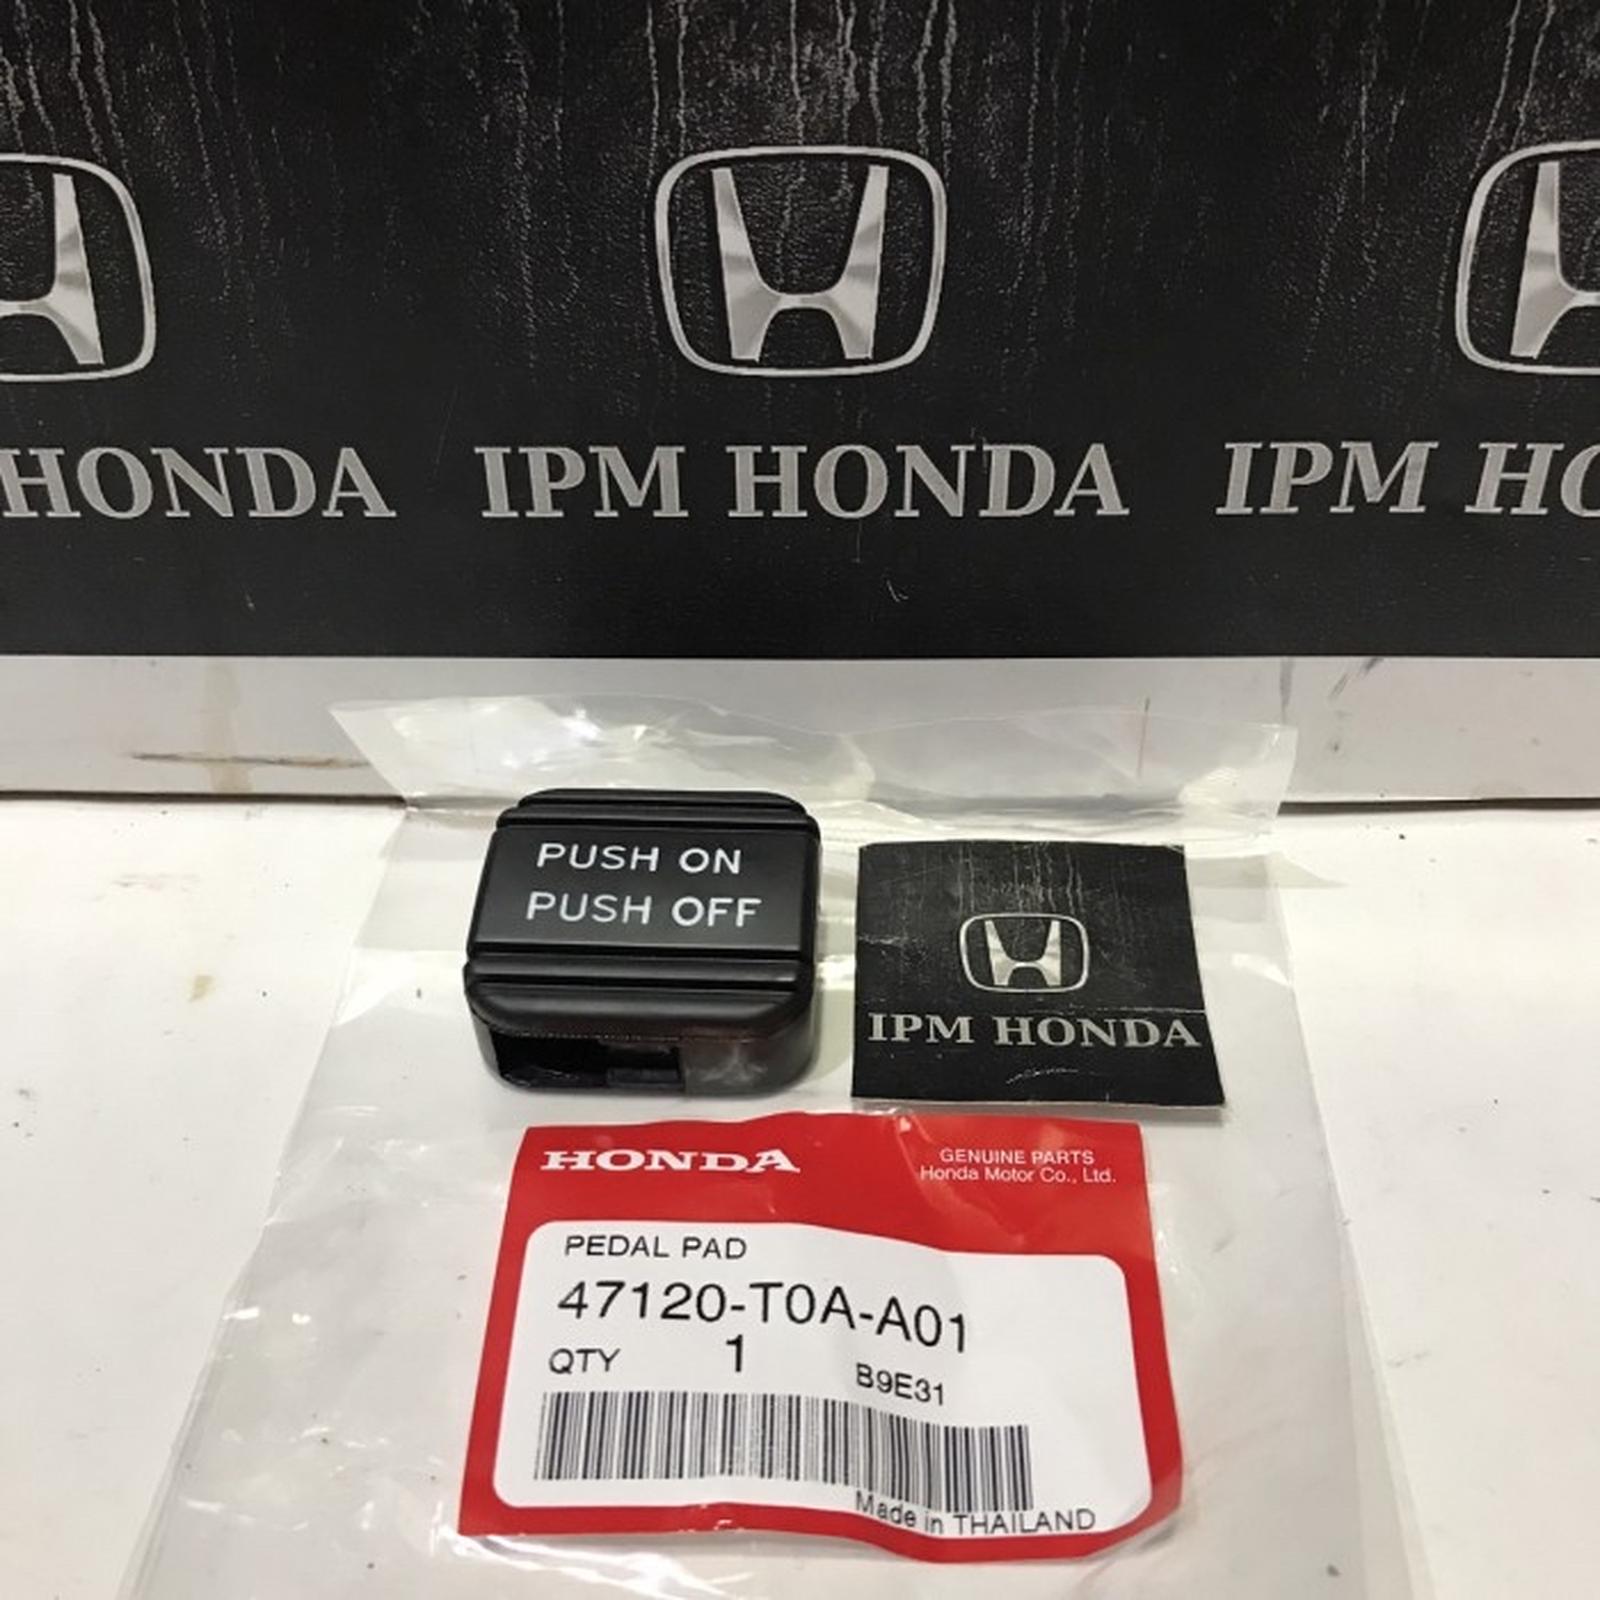 HONDA
IPM HONDA
IPM HO
PUSH ON
PUSH OFF
IPM HONDA
HONDA
GENUINE PARTS
Honda Motor Co., Ltd.
PEDAL PAD
47120-T0A-A01
QTY 1
B9E31
Made in THAILAND